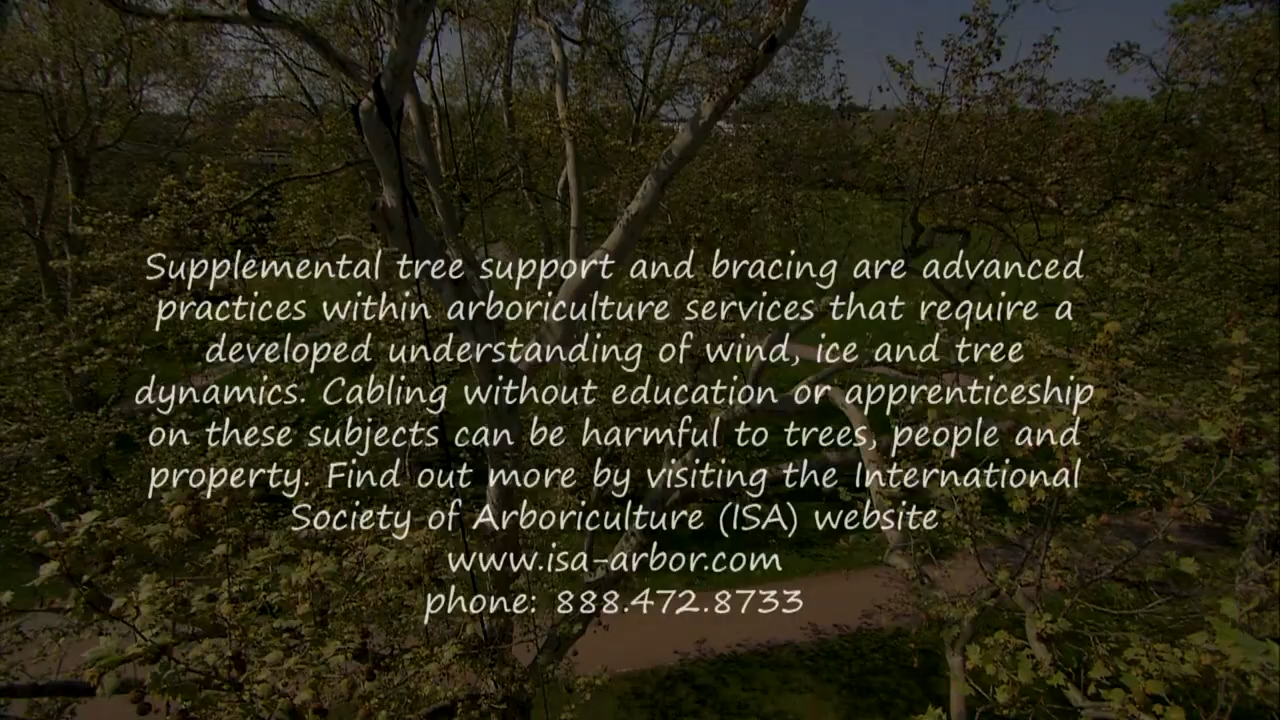 Supplemental tree support and bracing are advanced
practices within arboriculture services that require a
developed understanding of wind, ice and tree
dynamics. Cabling without education or apprenticeship
on these subjects can be harmful to trees, people and
property. Find out more by visiting the International
Society of Arboriculture (ISA) website
www.isa-arbor.com
phone: 888.472.8733